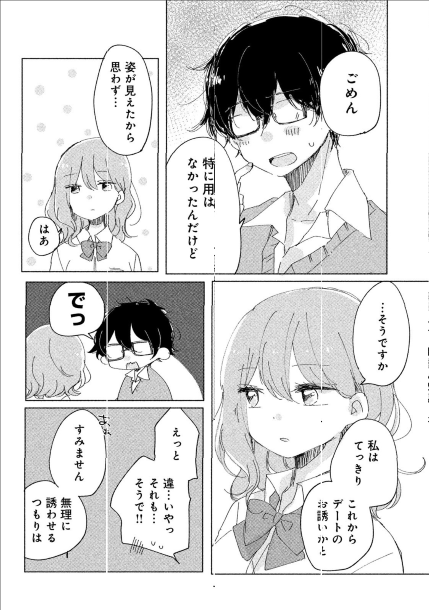 ごめん
特に用は
なかったんだけど
姿が見えたから
思わず…
はあ
…そうですか
私は
てっきり
これから
デートの
お誘いかと
でっ
えっと
違…いやっ
それも…
そうで!!
すみません
無理に
誘わせる
つもりは